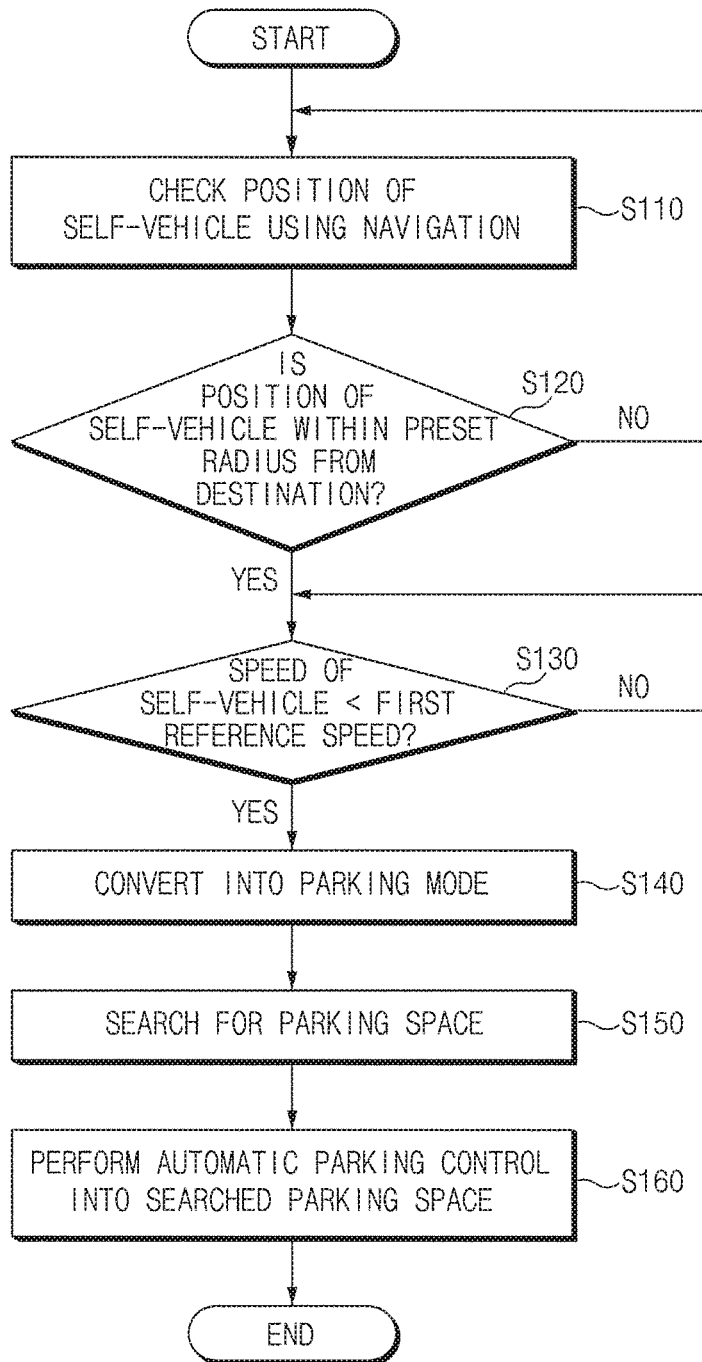 START
CHECK POSITION OF
SELF-VEHICLE USING NAVIGATION
S110
IS
POSITION OF
SELF-VEHICLE WITHIN PRESET
RADIUS FROM
DESTINATION?
S120
NO
YES
SPEED OF
SELF-VEHICLE < FIRST
REFERENCE SPEED?
S130
NO
YES
CONVERT INTO PARKING MODE
S140
SEARCH FOR PARKING SPACE
S150
PERFORM AUTOMATIC PARKING CONTROL
INTO SEARCHED PARKING SPACE
S160
END